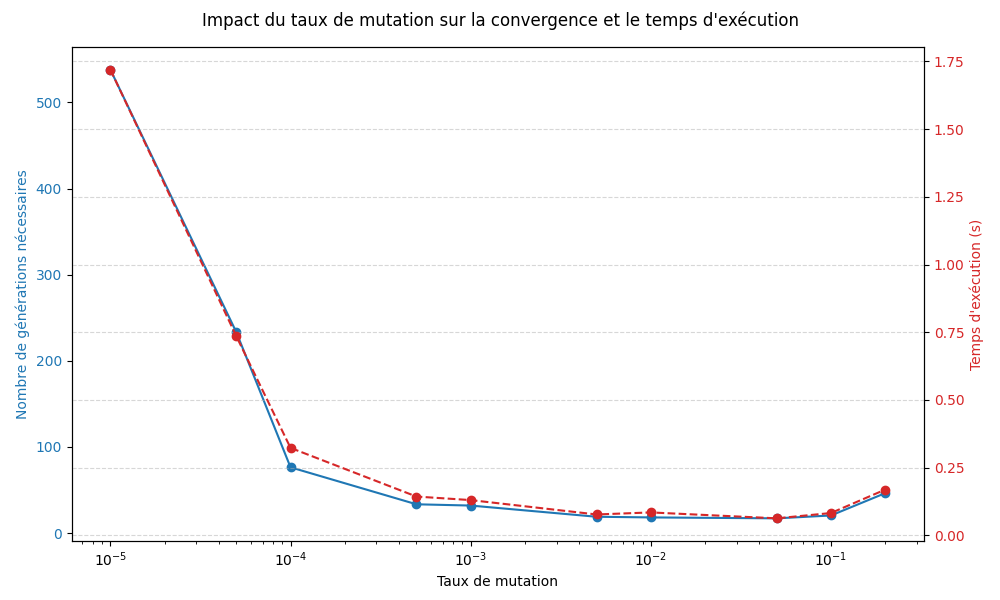 Impact du taux de mutation sur la convergence et le temps d'exécution
Nombre de générations nécessaires
500
400
300
200
100
0
1.75
1.50
1.25
1.00
0.75
0.50
0.25
0.00
Temps d'exécution (s)
10⁻⁵ 10⁻⁴ 10⁻³ 10⁻² 10⁻¹
Taux de mutation